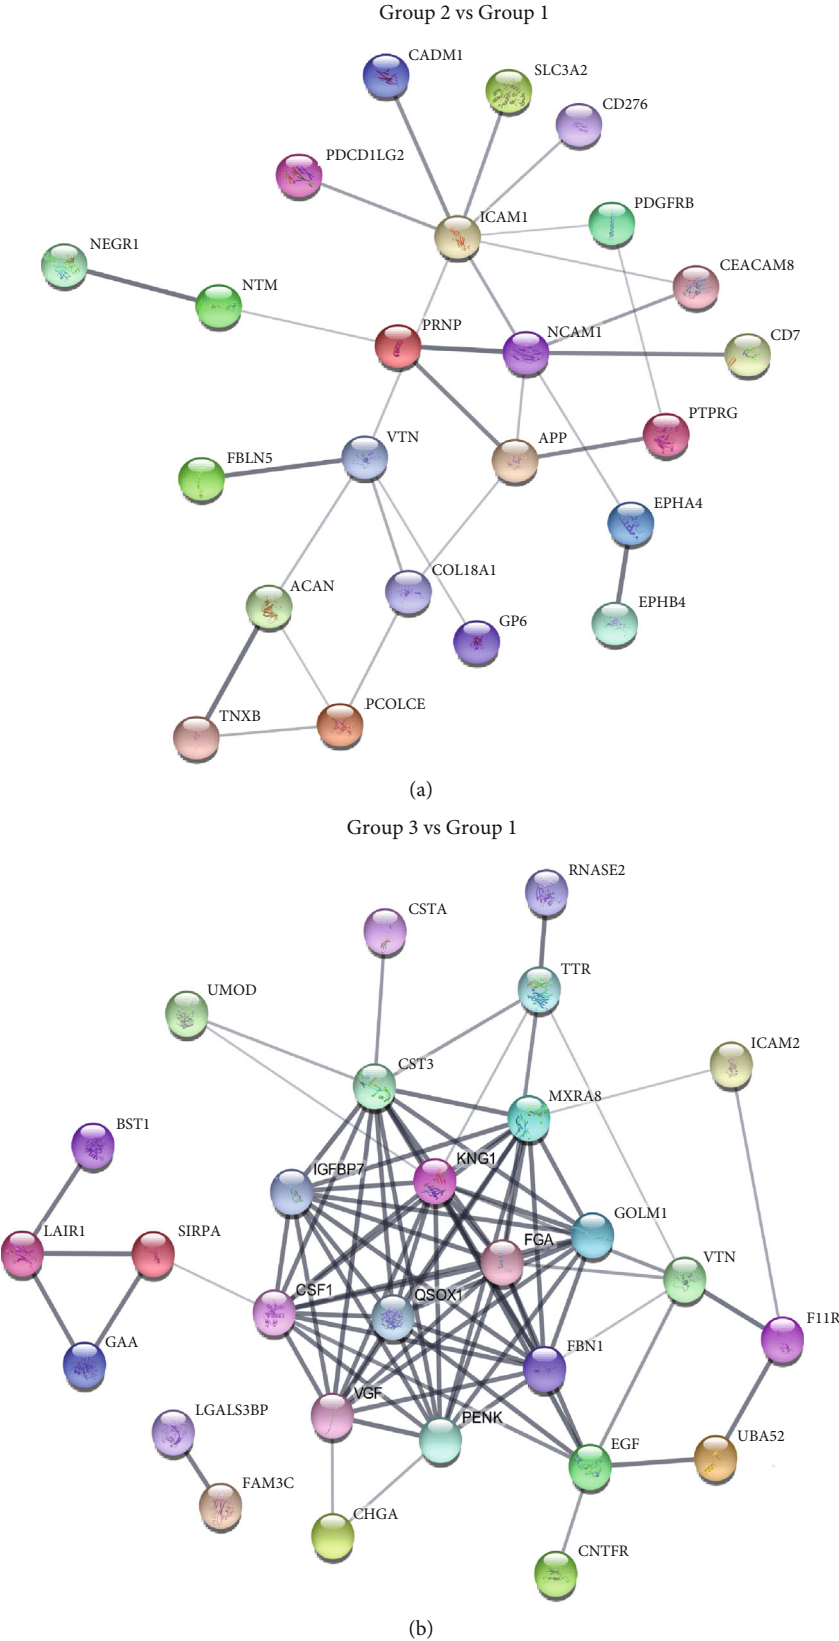 Group 2 vs Group 1
CADM1
SLC3A2
CD276
PDCD1LG2
PDGFRB
ICAM1
NEGR1
CEACAM8
NTM
PRNP
NCAM1
CD7
PTPRG
VTN
APP
FBLN5
EPHA4
COL18A1
ACAN
EPHB4
GP6
PCOLCE
TNXB
(a)
Group 3 vs Group 1
RNASE2
CSTA
TTR
UMOD
ICAM2
CST3
MXRA8
BST1
KNG1
IGFBP7
GOLM1
LAIR1
SIRPA
FGA
VTN
CSF1
QSOX1
F11R
GAA
FBN1
VGF
LGALS3BP
PENK
EGF
UBA52
FAM3C
CHGA
CNTFR
(b)